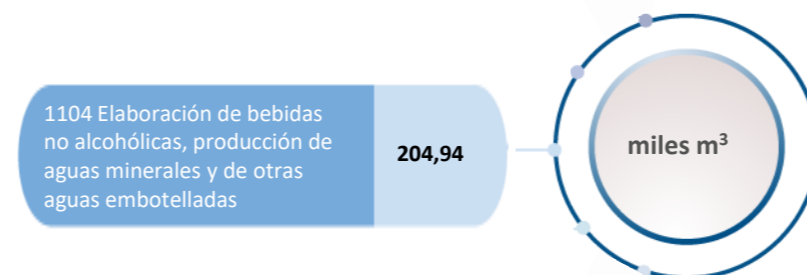 1104 Elaboración de bebidas
no alcohólicas, producción de
aguas minerales y de otras
aguas embotelladas
204,94
miles m³